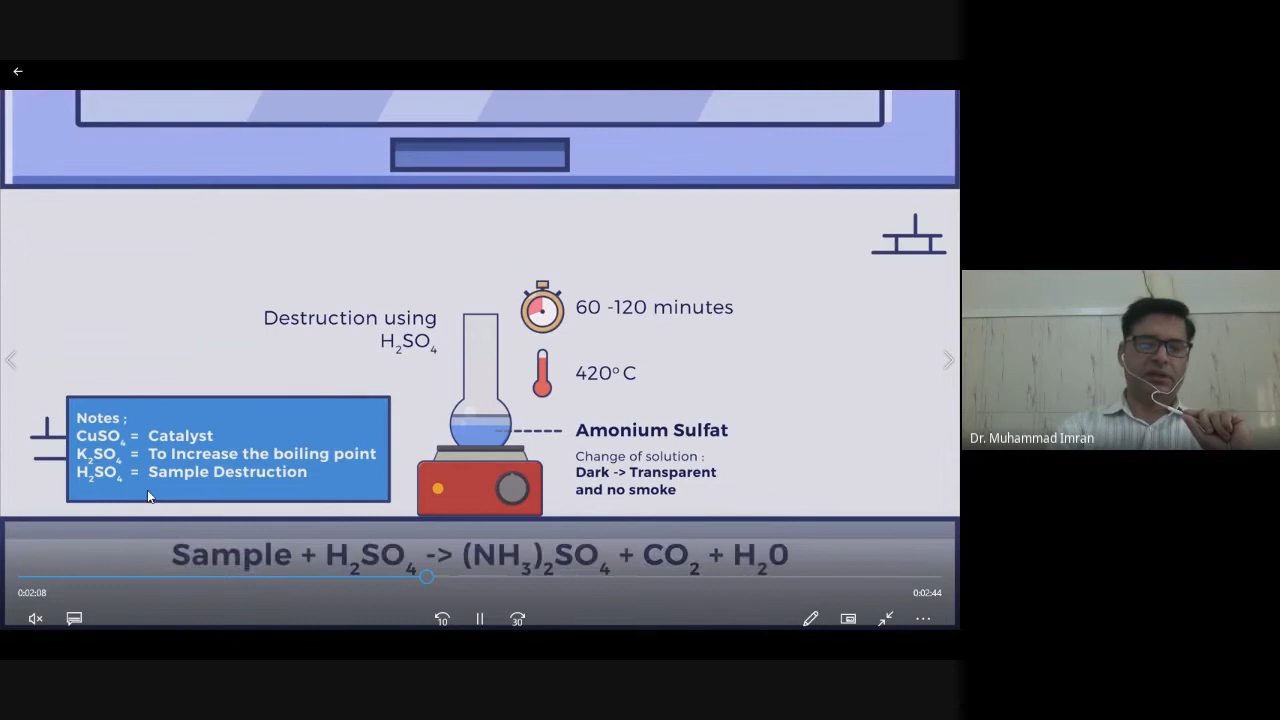 Destruction using
H₂SO₄
60 -120 minutes
420°C
Notes :
CuSO₄ = Catalyst
K₂SO₄ = To Increase the boiling point
H₂SO₄ = Sample Destruction
Amonium Sulfat
Change of solution :
Dark -> Transparent
and no smoke
Sample + H₂SO₄ -> (NH₃)₂SO₄ + CO₂ + H₂0
0:02:08
0:02:44
10
30
Dr. Muhammad Imran